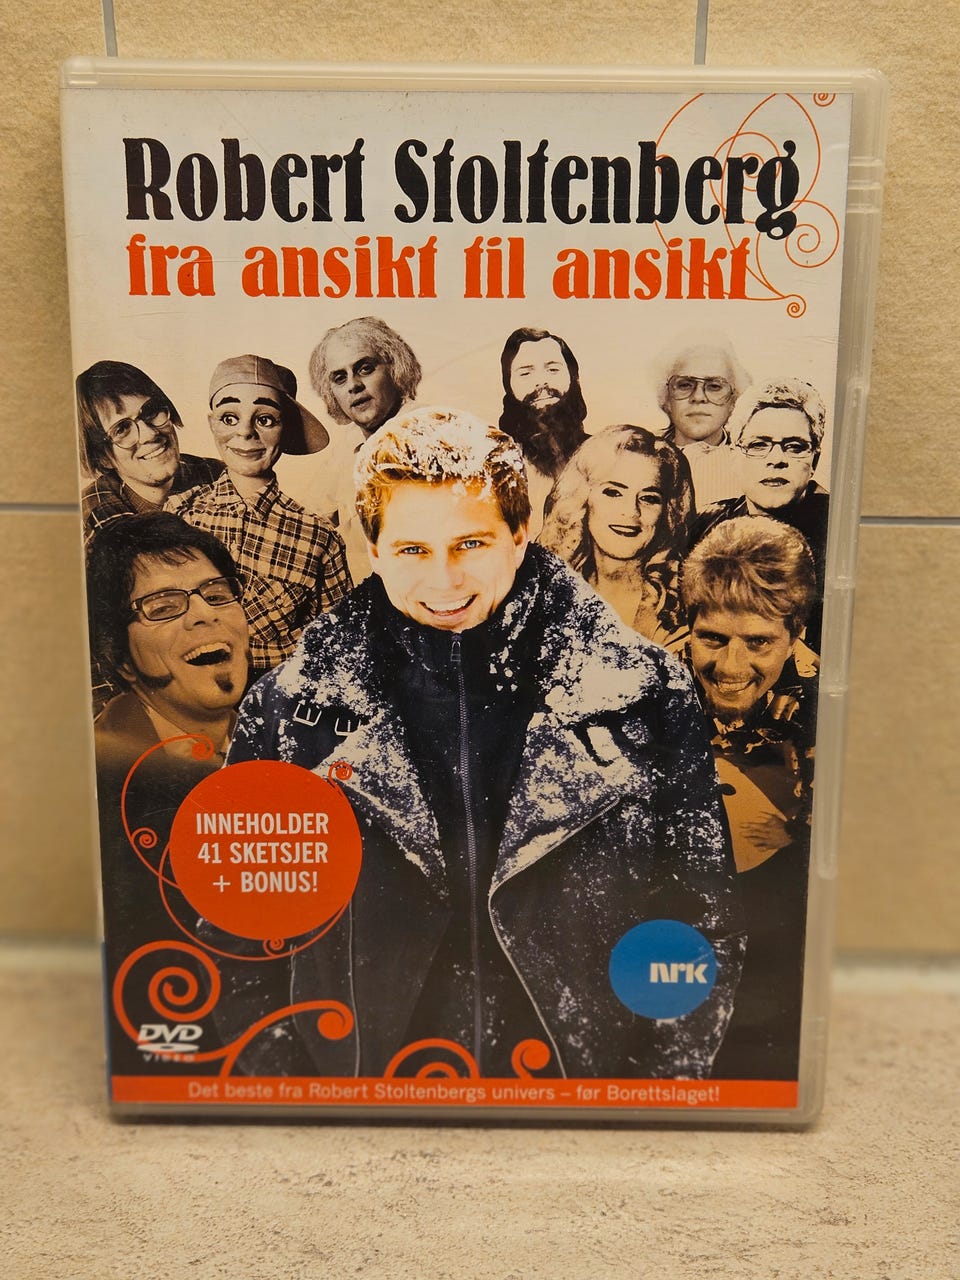 Robert Stoltenberg
fra ansikt til ansikt
INNEHOLDER
41 SKETSJER
+ BONUS!
nrk
DVD
VIDEO
Det beste fra Robert Stoltenbergs univers – før Borettslaget!